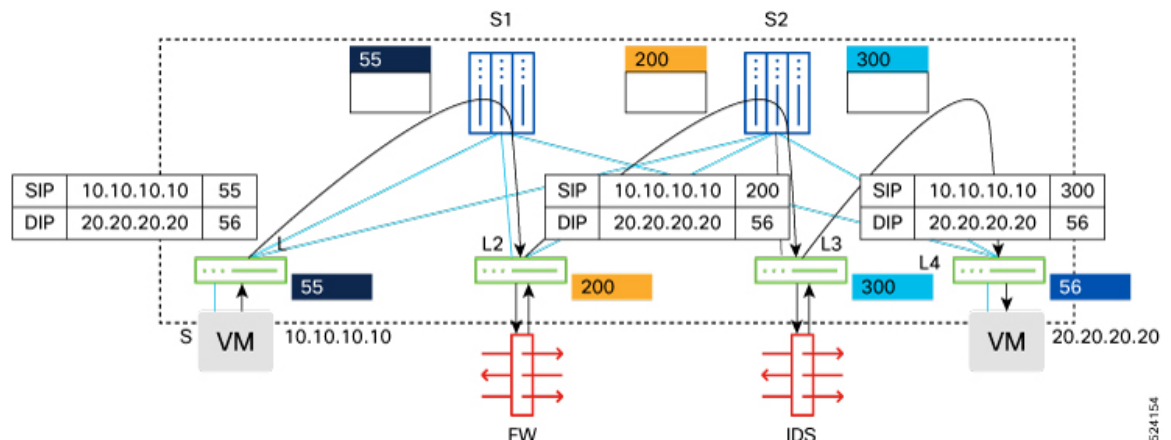 S1 S2
55 200 300
SIP 10.10.10.10 55
DIP 20.20.20.20 56
SIP 10.10.10.10 200
DIP 20.20.20.20 56
SIP 10.10.10.10 300
DIP 20.20.20.20 56
L L2 L3 L4
55 200 300 56
S VM 10.10.10.10 VM 20.20.20.20
FW IDS
524154